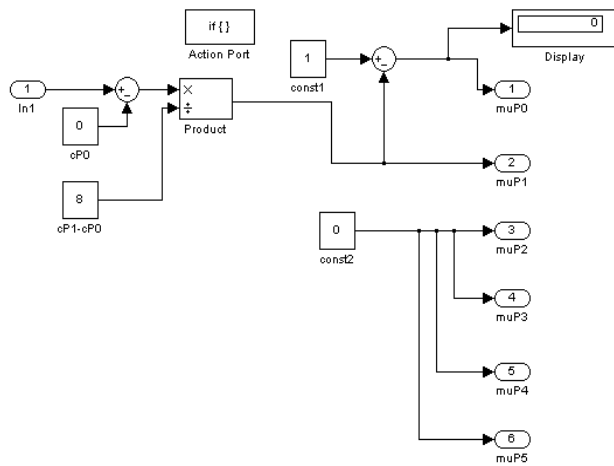 if { }
Action Port
0
Display
1
const1
1
muP0
1
In1
0
cP0
×
÷
Product
2
muP1
8
cP1-cP0
0
const2
3
muP2
4
muP3
5
muP4
6
muP5